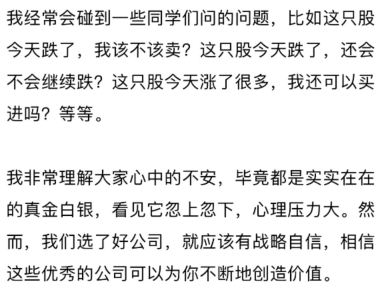 我经常会碰到一些同学们问的问题，比如这只股
今天跌了，我该不该卖？这只股今天跌了，还会
不会继续跌？这只股今天涨了很多，我还可以买
进吗？等等。
我非常理解大家心中的不安，毕竟都是实实在在
的真金白银，看见它忽上忽下，心理压力大。然
而，我们选了好公司，就应该有战略自信，相信
这些优秀的公司可以为你不断地创造价值。